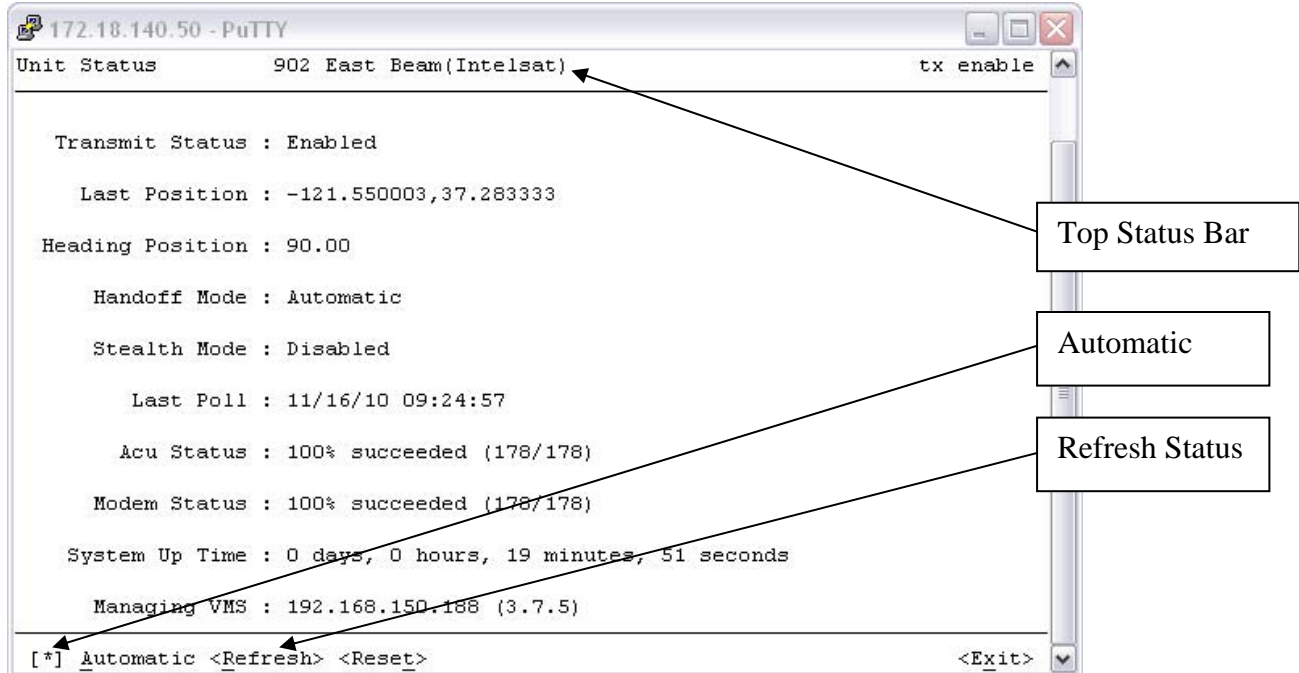 172.18.140.50 - PuTTY
Unit Status 902 East Beam(Intelsat) tx enable
Transmit Status : Enabled
Last Position : -121.550003,37.283333
Top Status Bar
Heading Position : 90.00
Handoff Mode : Automatic
Automatic
Stealth Mode : Disabled
Last Poll : 11/16/10 09:24:57
Refresh Status
Acu Status : 100% succeeded (178/178)
Modem Status : 100% succeeded (178/178)
System Up Time : 0 days, 0 hours, 19 minutes, 51 seconds
Managing VMS : 192.168.150.188 (3.7.5)
[*] Automatic <Refresh> <Reset> <Exit>